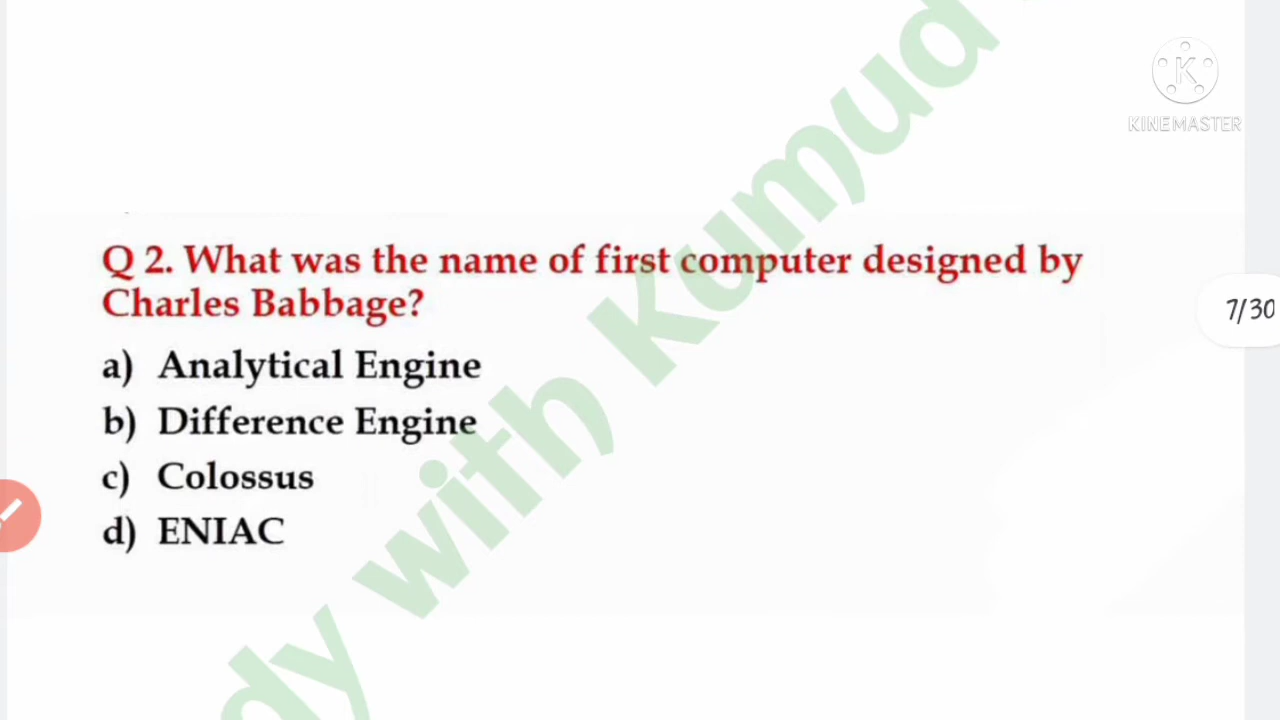 KINEMASTER
Q 2. What was the name of first computer designed by
Charles Babbage?
7/30
a) Analytical Engine
b) Difference Engine
c) Colossus
d) ENIAC
dy with Kumud